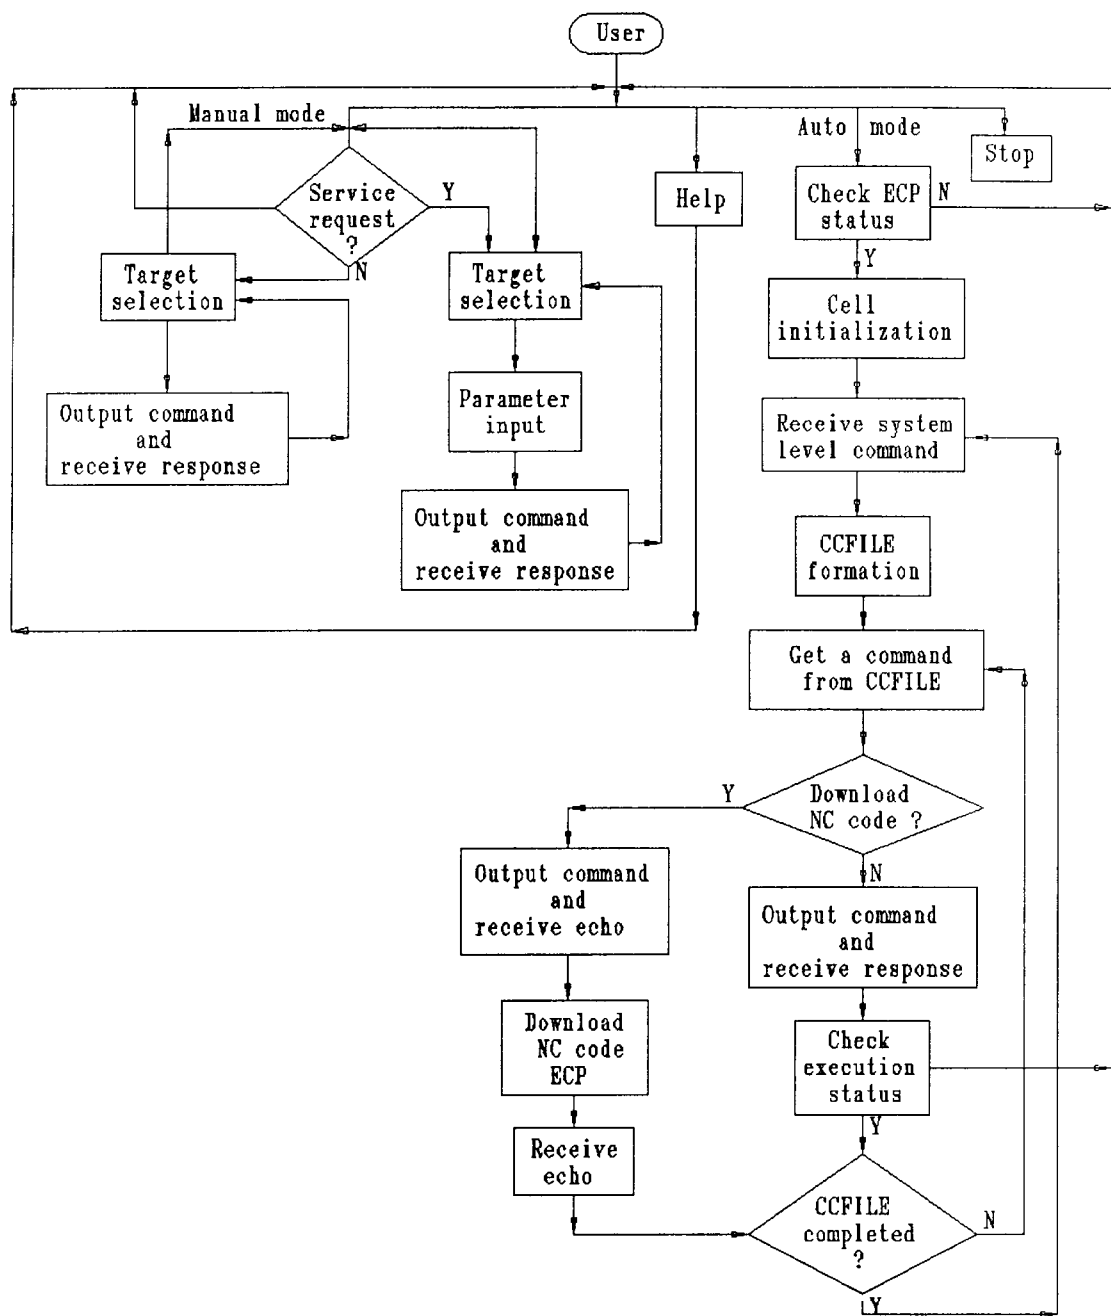 User
Manual mode
Auto mode
Stop
Service
request
?
Y
N
Help
Check ECP
status
N
Y
Target
selection
Target
selection
Cell
initialization
Output command
and
receive response
Parameter
input
Receive system
level command
Output command
and
receive response
CCFILE
formation
Get a command
from CCFILE
Download
NC code ?
Y
N
Output command
and
receive echo
Output command
and
receive response
Download
NC code
ECP
Check
execution
status
Y
Receive
echo
CCFILE
completed
?
N
Y